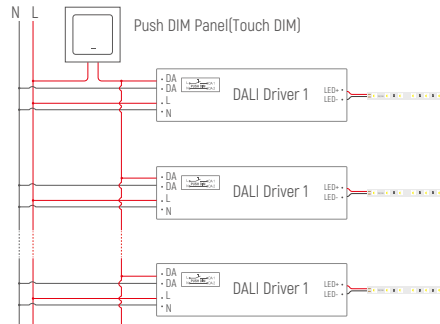 N L
Push DIM Panel(Touch DIM)
DA
DA
L
N
DALI Driver 1
LED+
LED-
DA
DA
L
N
DALI Driver 1
LED+
LED-
DA
DA
L
N
DALI Driver 1
LED+
LED-